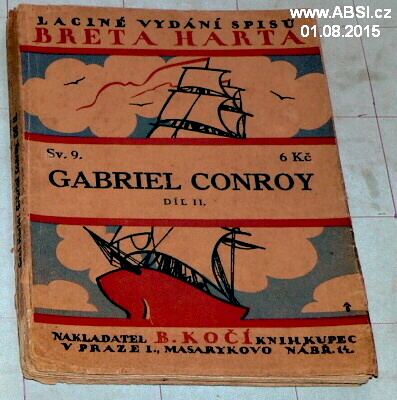 www.ABSI.cz
01.08.2015
LACINÉ VYDÁNÍ SPISŮ
BRETA HARTA
Sv. 9.
6 Kč
GABRIEL CONROY
DÍL II.
NAKLADATEL B. KOČÍ KNIH. KUPEC
V PRAZE I., MASARYKOVO NÁBŘ. 14.